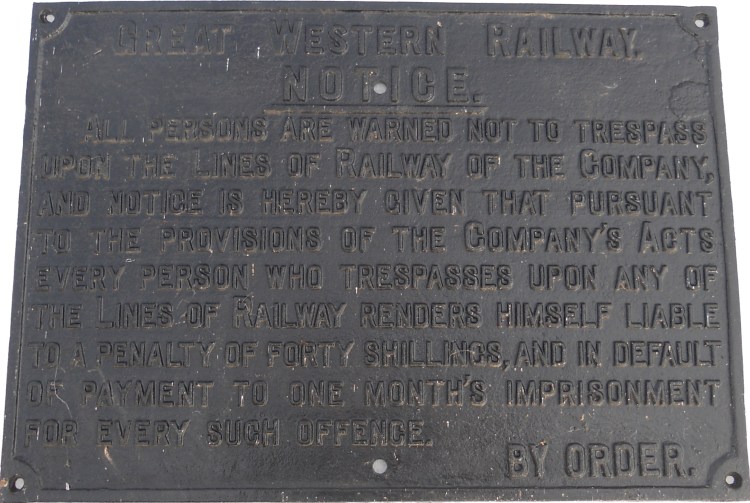 GREAT WESTERN RAILWAY.
NOTICE.
ALL PERSONS ARE WARNED NOT TO TRESPASS
UPON THE LINES OF RAILWAY OF THE COMPANY,
AND NOTICE IS HEREBY GIVEN THAT PURSUANT
TO THE PROVISIONS OF THE COMPANY'S ACTS
EVERY PERSON WHO TRESPASSES UPON ANY OF
THE LINES OF RAILWAY RENDERS HIMSELF LIABLE
TO A PENALTY OF FORTY SHILLINGS, AND IN DEFAULT
OF PAYMENT TO ONE MONTH'S IMPRISONMENT
FOR EVERY SUCH OFFENCE.
BY ORDER.